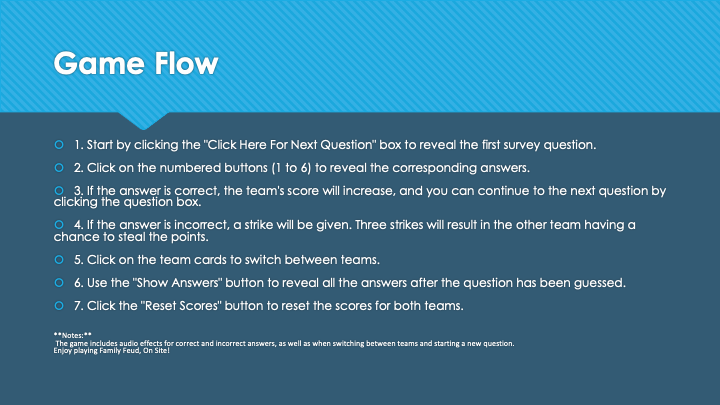 Game Flow
1. Start by clicking the "Click Here For Next Question" box to reveal the first survey question.
2. Click on the numbered buttons (1 to 6) to reveal the corresponding answers.
3. If the answer is correct, the team's score will increase, and you can continue to the next question by
clicking the question box.
4. If the answer is incorrect, a strike will be given. Three strikes will result in the other team having a
chance to steal the points.
5. Click on the team cards to switch between teams.
6. Use the "Show Answers" button to reveal all the answers after the question has been guessed.
7. Click the "Reset Scores" button to reset the scores for both teams.
**Notes:**
The game includes audio effects for correct and incorrect answers, as well as when switching between teams and starting a new question.
Enjoy playing Family Feud, On Site!